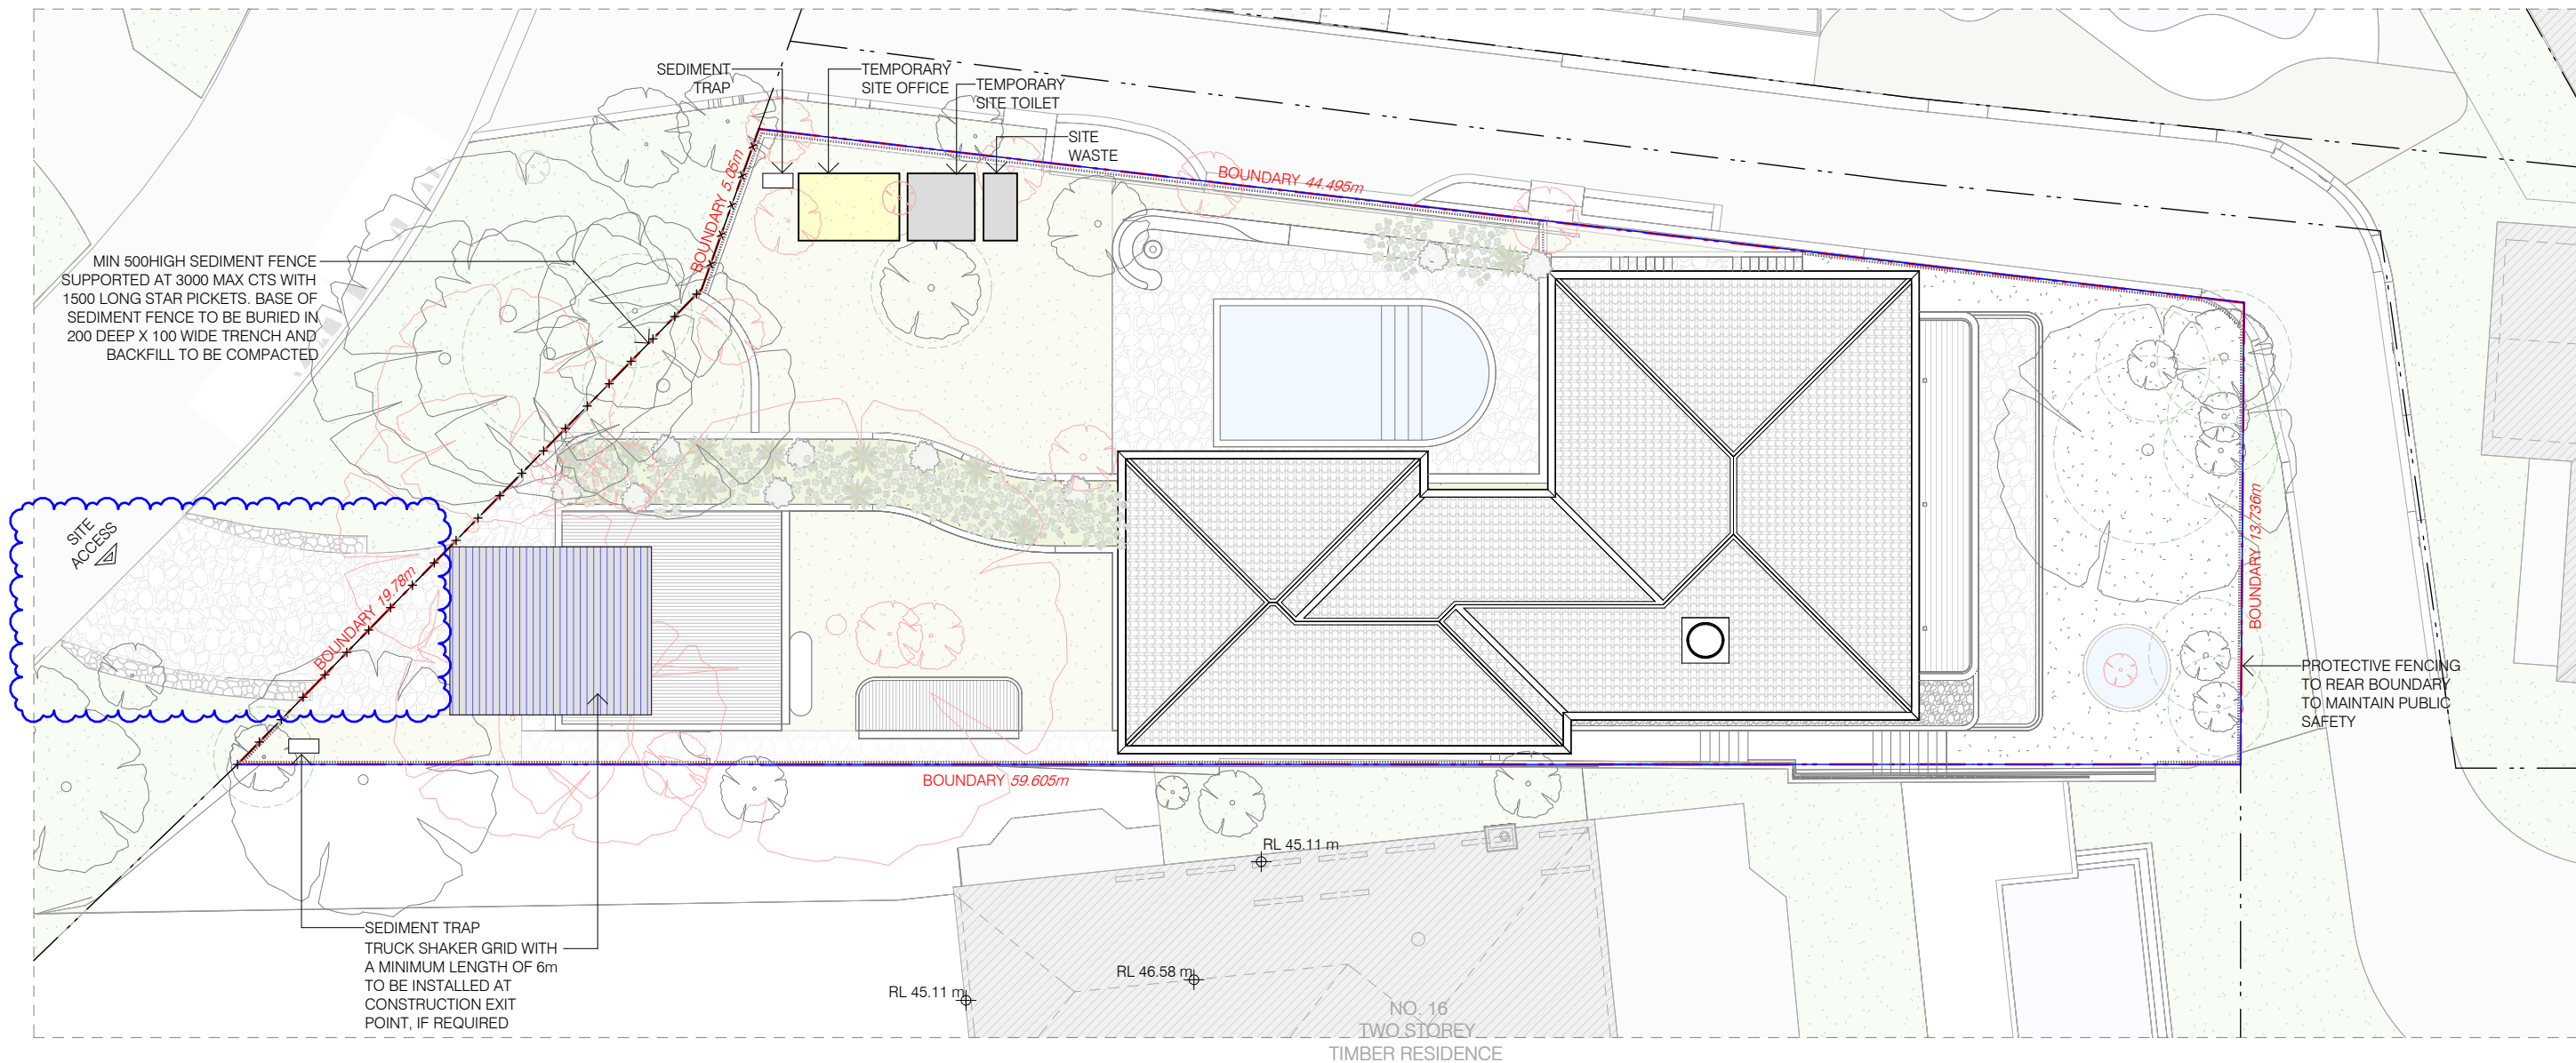 SEDIMENT
TRAP
TEMPORARY
SITE OFFICE
TEMPORARY
SITE TOILET
SITE
WASTE
BOUNDARY 5.05m
BOUNDARY 44.495m
MIN 500HIGH SEDIMENT FENCE
SUPPORTED AT 3000 MAX CTS WITH
1500 LONG STAR PICKETS. BASE OF
SEDIMENT FENCE TO BE BURIED IN
200 DEEP X 100 WIDE TRENCH AND
BACKFILL TO BE COMPACTED
SITE
ACCESS
BOUNDARY 19.78m
BOUNDARY 13.736m
PROTECTIVE FENCING
TO REAR BOUNDARY
TO MAINTAIN PUBLIC
SAFETY
BOUNDARY 59.605m
RL 45.11 m
SEDIMENT TRAP
TRUCK SHAKER GRID WITH
A MINIMUM LENGTH OF 6m
TO BE INSTALLED AT
CONSTRUCTION EXIT
POINT, IF REQUIRED
RL 46.58 m
RL 45.11 m
NO. 16
TWO STOREY
TIMBER RESIDENCE